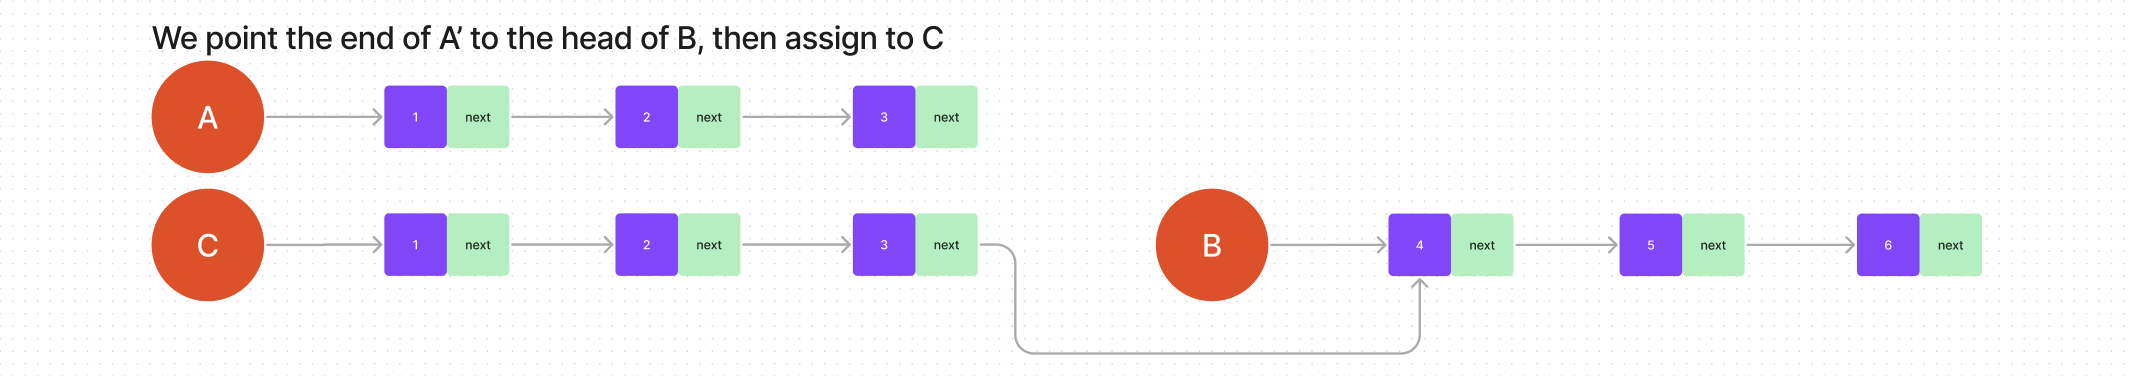 We point the end of A’ to the head of B, then assign to C
A 1 next 2 next 3 next
C 1 next 2 next 3 next B 4 next 5 next 6 next